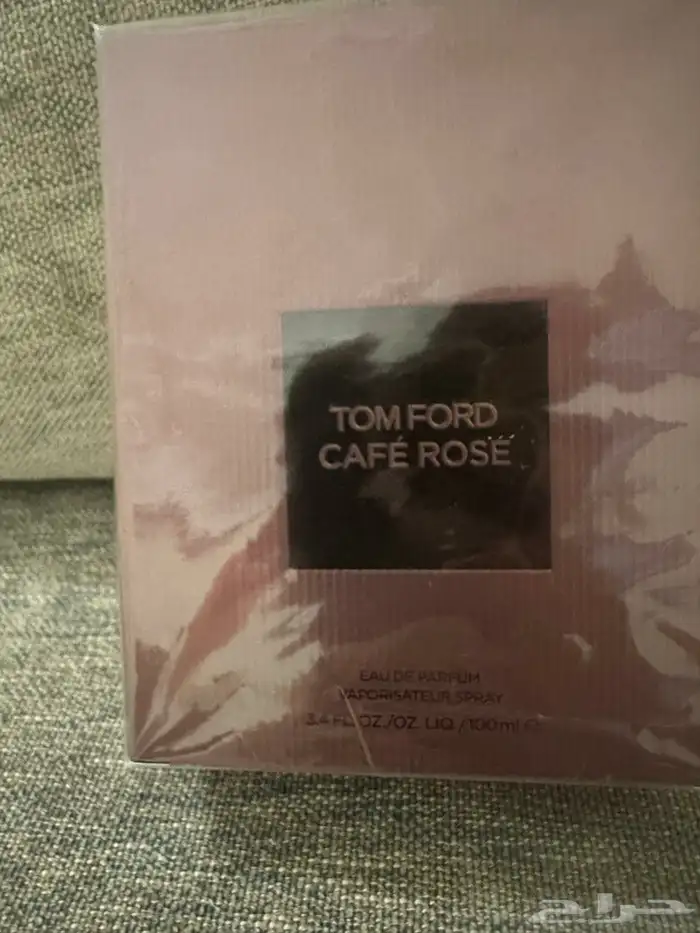 TOM FORD
CAFÉ ROSE
EAU DE PARFUM
VAPORISATEUR SPRAY
3.4 FL.OZ./OZ. LIQ./100ml ℮
حراج